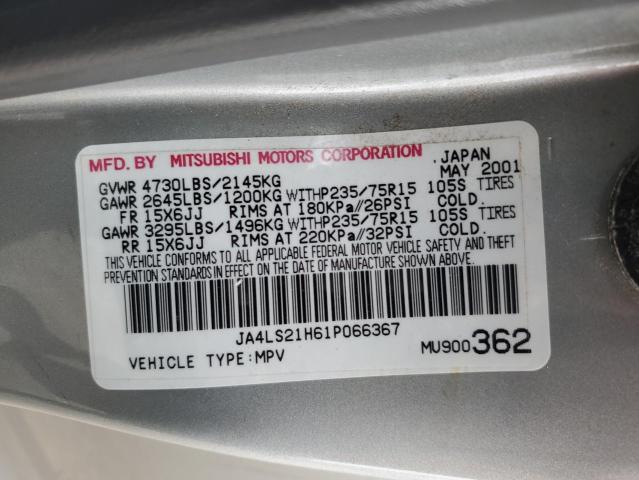 MFD. BY MITSUBISHI MOTORS CORPORATION JAPAN
MAY 2001
GVWR 4730LBS/2145KG
GAWR 2645LBS/1200KG WITHP235/75R15 105S TIRES
FR 15X6JJ RIMS AT 180KPa/26PSI COLD.
GAWR 3295LBS/1496KG WITHP235/75R15 105S TIRES
RR 15X6JJ RIMS AT 220KPa/32PSI COLD.
THIS VEHICLE CONFORMS TO ALL APPLICABLE FEDERAL MOTOR VEHICLE SAFETY AND THEFT
PREVENTION STANDARDS IN EFFECT ON THE DATE OF MANUFACTURE SHOWN ABOVE.
JA4LS21H61P066367
VEHICLE TYPE:MPV MU900362